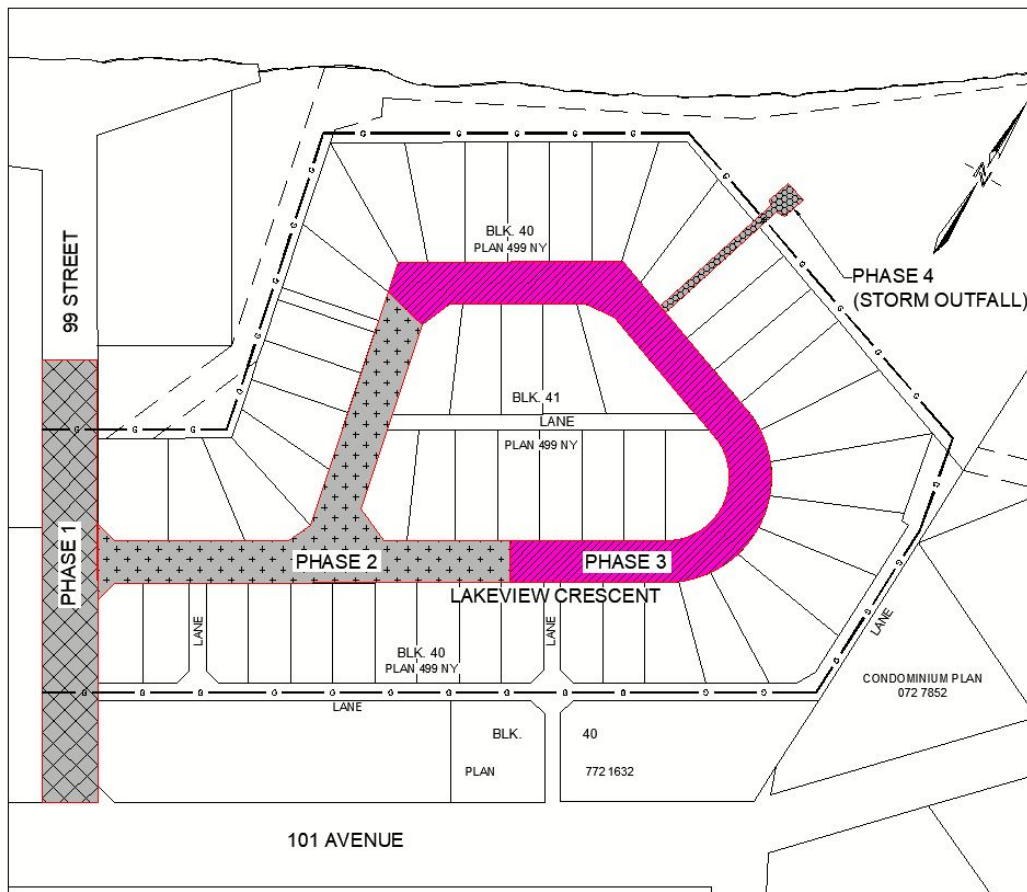 BLK. 40
PLAN 499 NY
N
99 STREET
PHASE 4
(STORM OUTFALL)
BLK. 41
LANE
PLAN 499 NY
PHASE 1
PHASE 2
PHASE 3
LAKEVIEW CRESCENT
LANE
LANE
LANE
BLK. 40
PLAN 499 NY
CONDOMINIUM PLAN
072 7852
LANE
BLK. 40
PLAN 772 1632
101 AVENUE